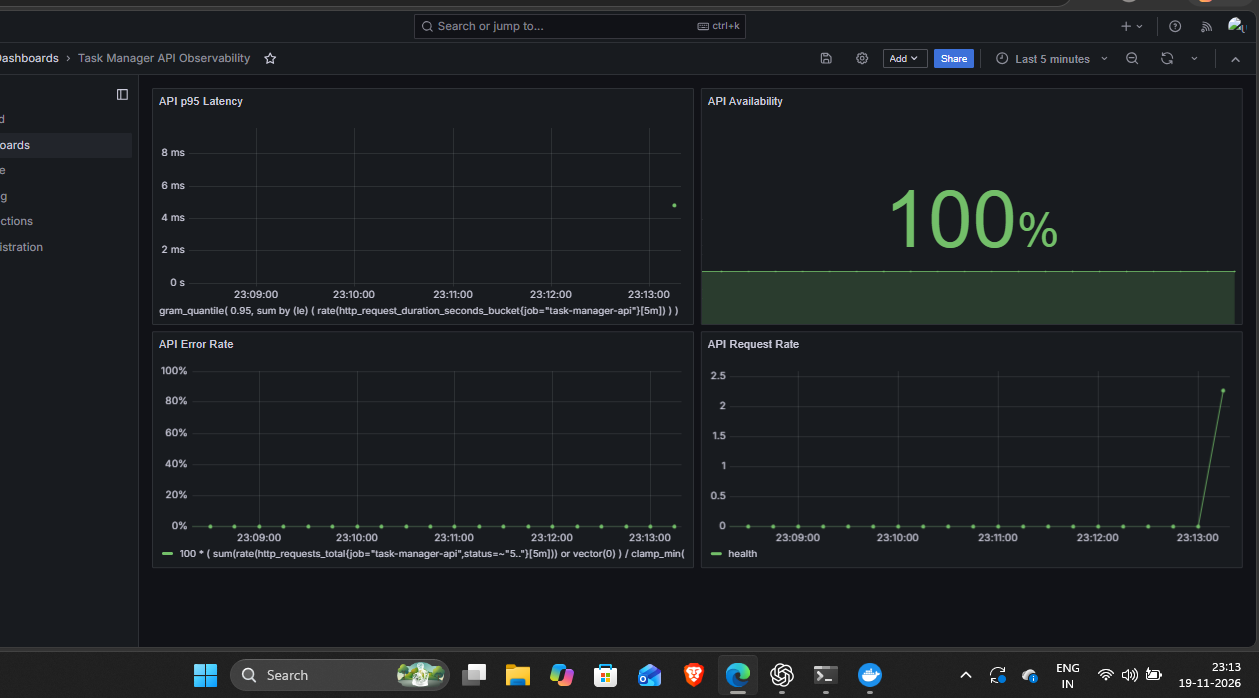 Search or jump to...
ctrl+k
Dashboards › Task Manager API Observability
Add
Share
Last 5 minutes
d
oards
e
g
ctions
istration
API p95 Latency
8 ms
6 ms
4 ms
2 ms
0 s
23:09:00 23:10:00 23:11:00 23:12:00 23:13:00
gram_quantile( 0.95, sum by (le) ( rate(http_request_duration_seconds_bucket{job="task-manager-api"}[5m]) ) )
API Availability
100%
API Error Rate
100%
80%
60%
40%
20%
0%
23:09:00 23:10:00 23:11:00 23:12:00 23:13:00
100 * ( sum(rate(http_requests_total{job="task-manager-api",status=~"5.."}[5m])) or vector(0) ) / clamp_min(
API Request Rate
2.5
2
1.5
1
0.5
0
23:09:00 23:10:00 23:11:00 23:12:00 23:13:00
health
Search
ENG
IN
23:13
19-11-2026